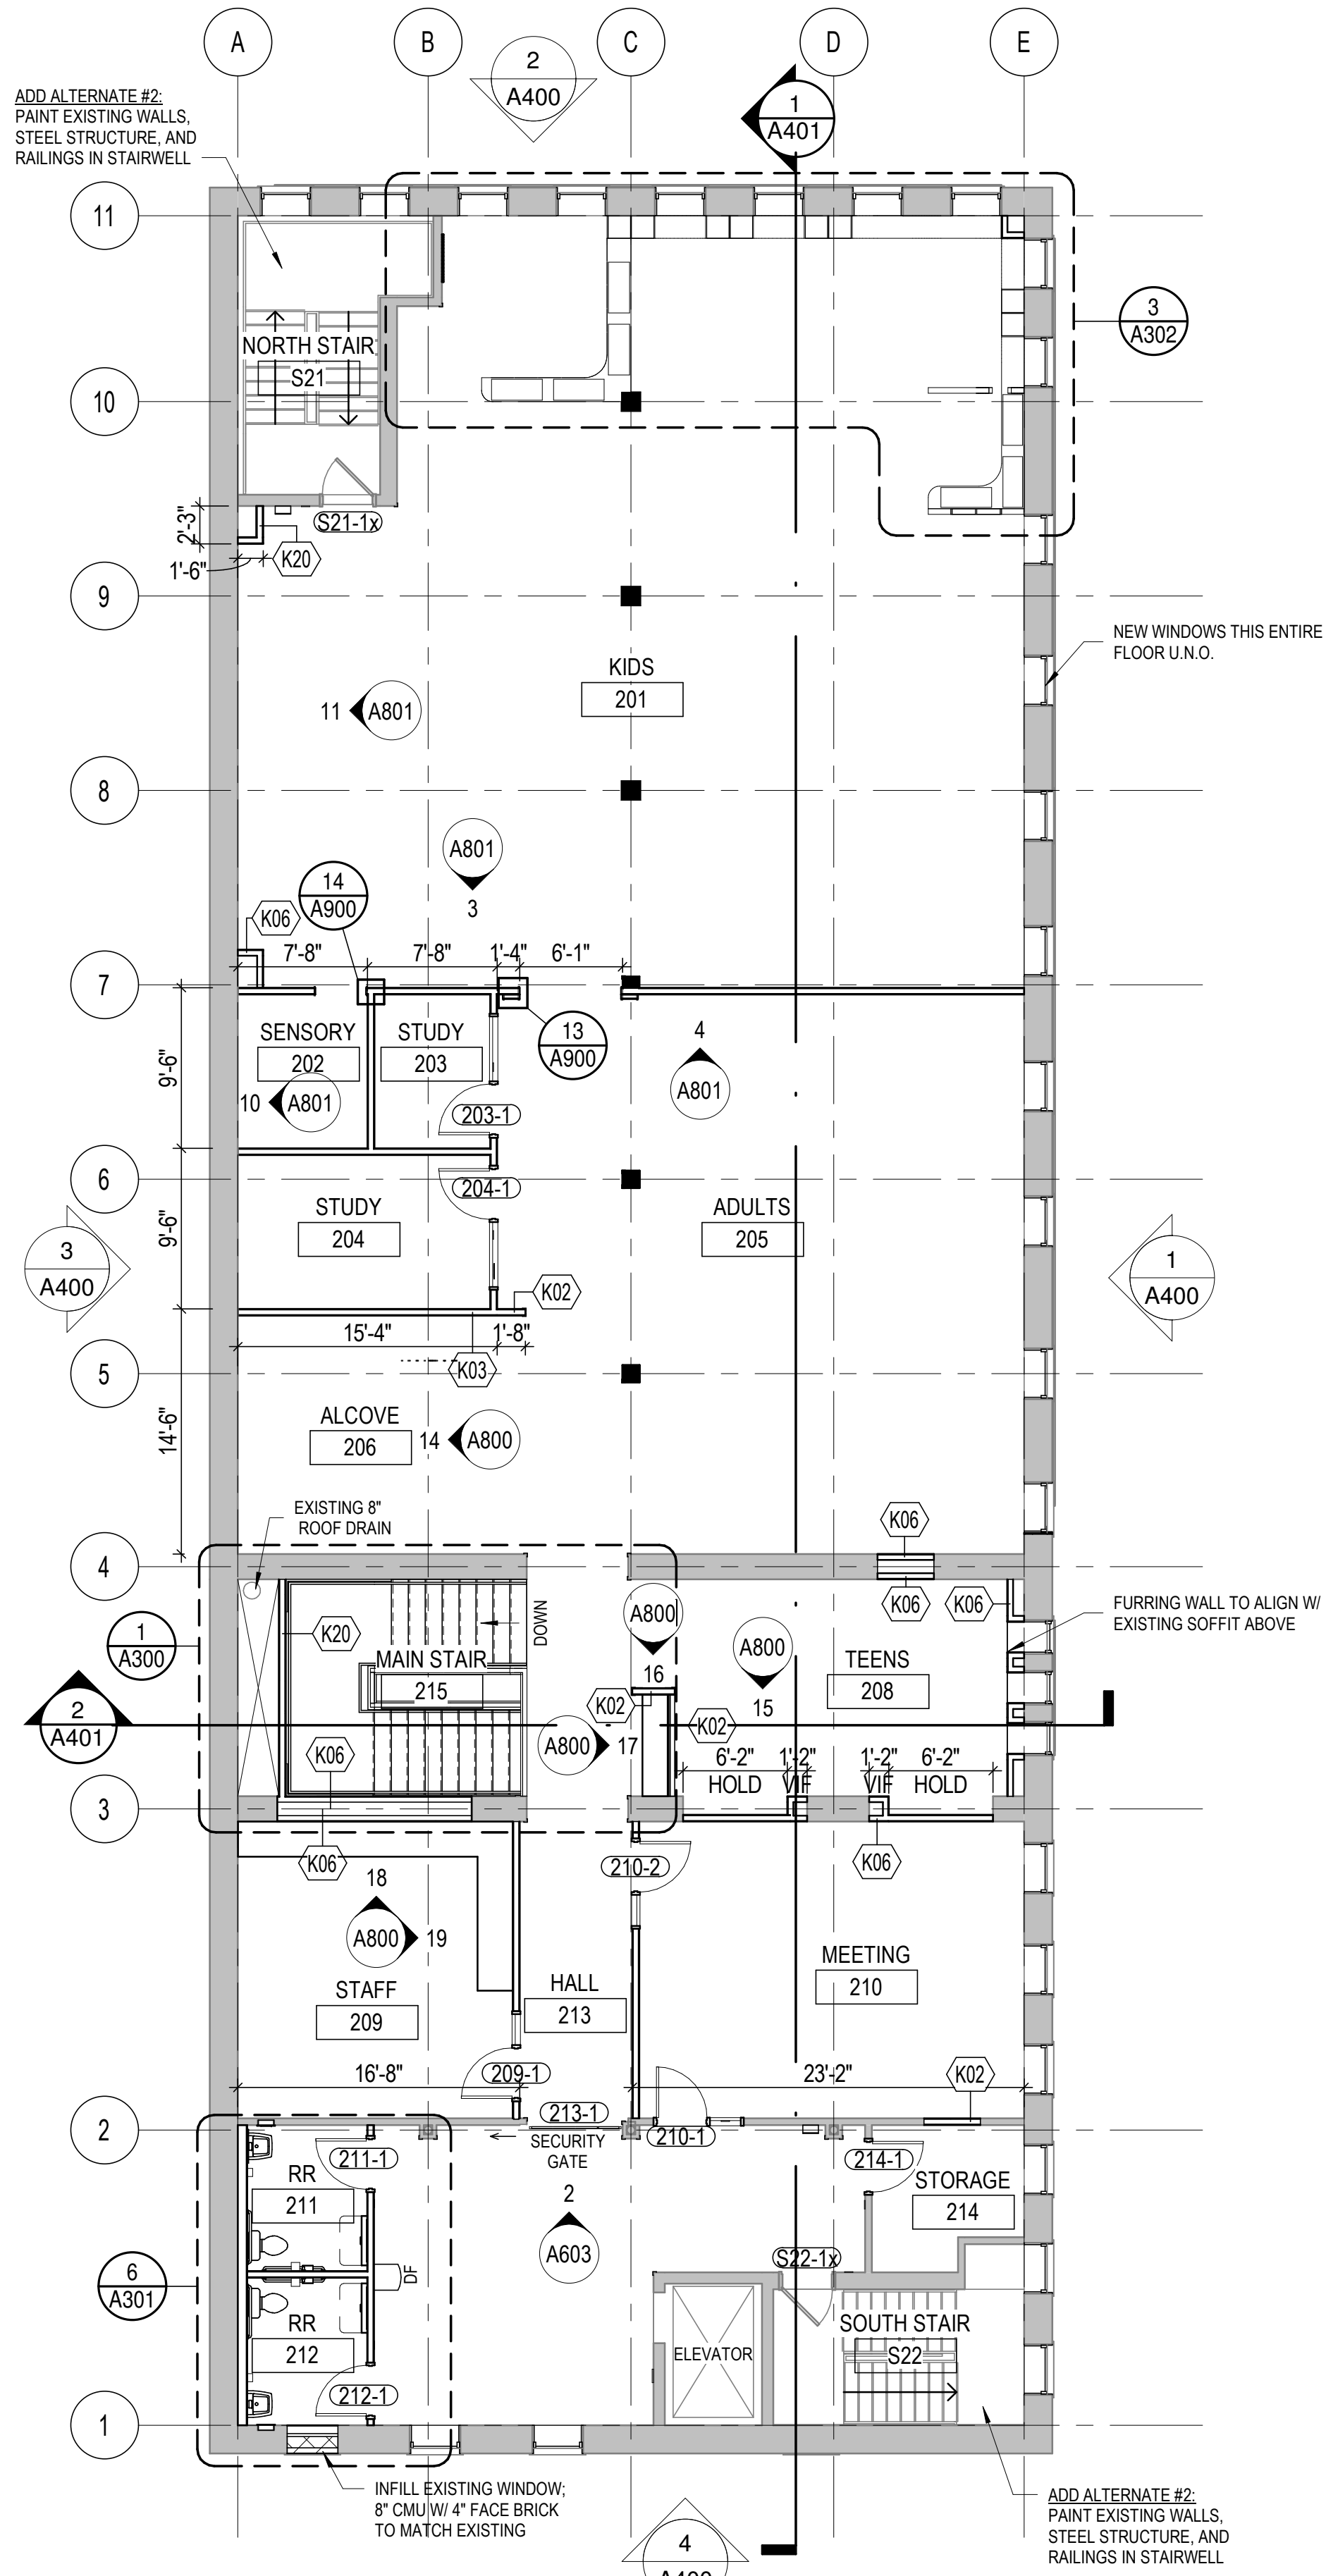 A
B
C
D
E
2
A400
1
A401
ADD ALTERNATE #2:
PAINT EXISTING WALLS,
STEEL STRUCTURE, AND
RAILINGS IN STAIRWELL
11
3
A302
NORTH STAIR
S21
10
S21-1x
2'-3"
K20
1'-6"
9
NEW WINDOWS THIS ENTIRE
FLOOR U.N.O.
KIDS
201
11
A801
8
A801
3
14
A900
K06
7'-8"
7'-8"
1'-4"
6'-1"
7
SENSORY
202
STUDY
203
13
A900
4
A801
9'-6"
10
A801
203-1
6
204-1
STUDY
204
ADULTS
205
9'-6"
3
A400
1
A400
K02
15'-4"
1'-8"
K03
5
14'-6"
ALCOVE
206
14
A800
EXISTING 8"
ROOF DRAIN
K06
4
K06
K06
FURRING WALL TO ALIGN W/
EXISTING SOFFIT ABOVE
1
A300
K20
DOWN
A800
16
A800
15
MAIN STAIR
215
TEENS
208
2
A401
K02
K02
K06
A800
17
6'-2"
HOLD
1'-2"
VIF
1'-2"
VIF
6'-2"
HOLD
3
K06
210-2
K06
18
A800
19
MEETING
210
STAFF
209
HALL
213
16'-8"
209-1
23'-2"
K02
2
213-1
SECURITY
GATE
210-1
211-1
214-1
RR
211
STORAGE
214
2
A603
6
A301
DF
S22-1x
RR
212
ELEVATOR
SOUTH STAIR
S22
212-1
1
INFILL EXISTING WINDOW;
8" CMU W/ 4" FACE BRICK
TO MATCH EXISTING
ADD ALTERNATE #2:
PAINT EXISTING WALLS,
STEEL STRUCTURE, AND
RAILINGS IN STAIRWELL
4